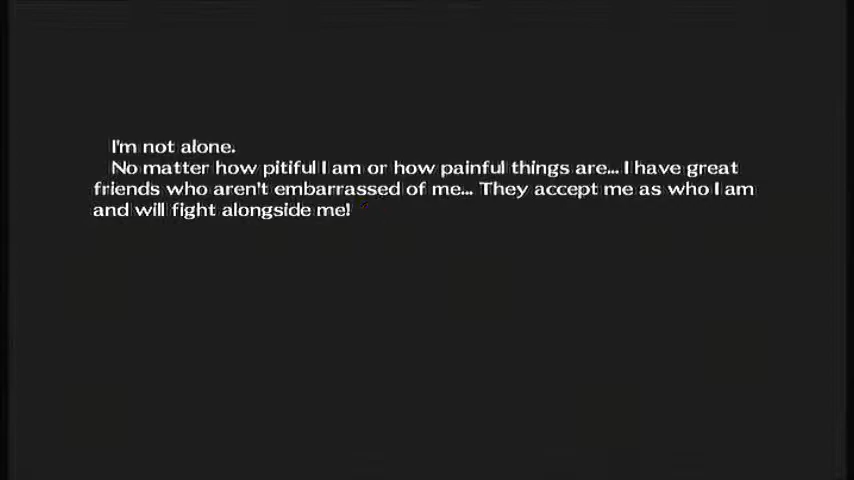 I'm not alone.
No matter how pitiful I am or how painful things are... I have great
friends who aren't embarrassed of me... They accept me as who I am
and will fight alongside me!